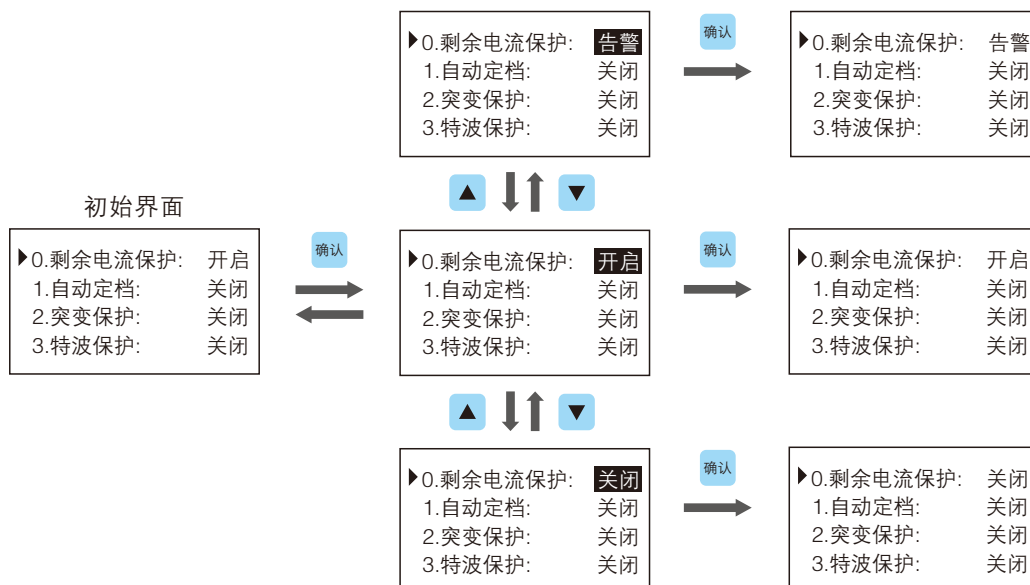 0.剩余电流保护: 告警
1.自动定档: 关闭
2.突变保护: 关闭
3.特波保护: 关闭
确认
0.剩余电流保护: 告警
1.自动定档: 关闭
2.突变保护: 关闭
3.特波保护: 关闭
初始界面
0.剩余电流保护: 开启
1.自动定档: 关闭
2.突变保护: 关闭
3.特波保护: 关闭
确认
0.剩余电流保护: 开启
1.自动定档: 关闭
2.突变保护: 关闭
3.特波保护: 关闭
确认
0.剩余电流保护: 开启
1.自动定档: 关闭
2.突变保护: 关闭
3.特波保护: 关闭
0.剩余电流保护: 关闭
1.自动定档: 关闭
2.突变保护: 关闭
3.特波保护: 关闭
确认
0.剩余电流保护: 关闭
1.自动定档: 关闭
2.突变保护: 关闭
3.特波保护: 关闭